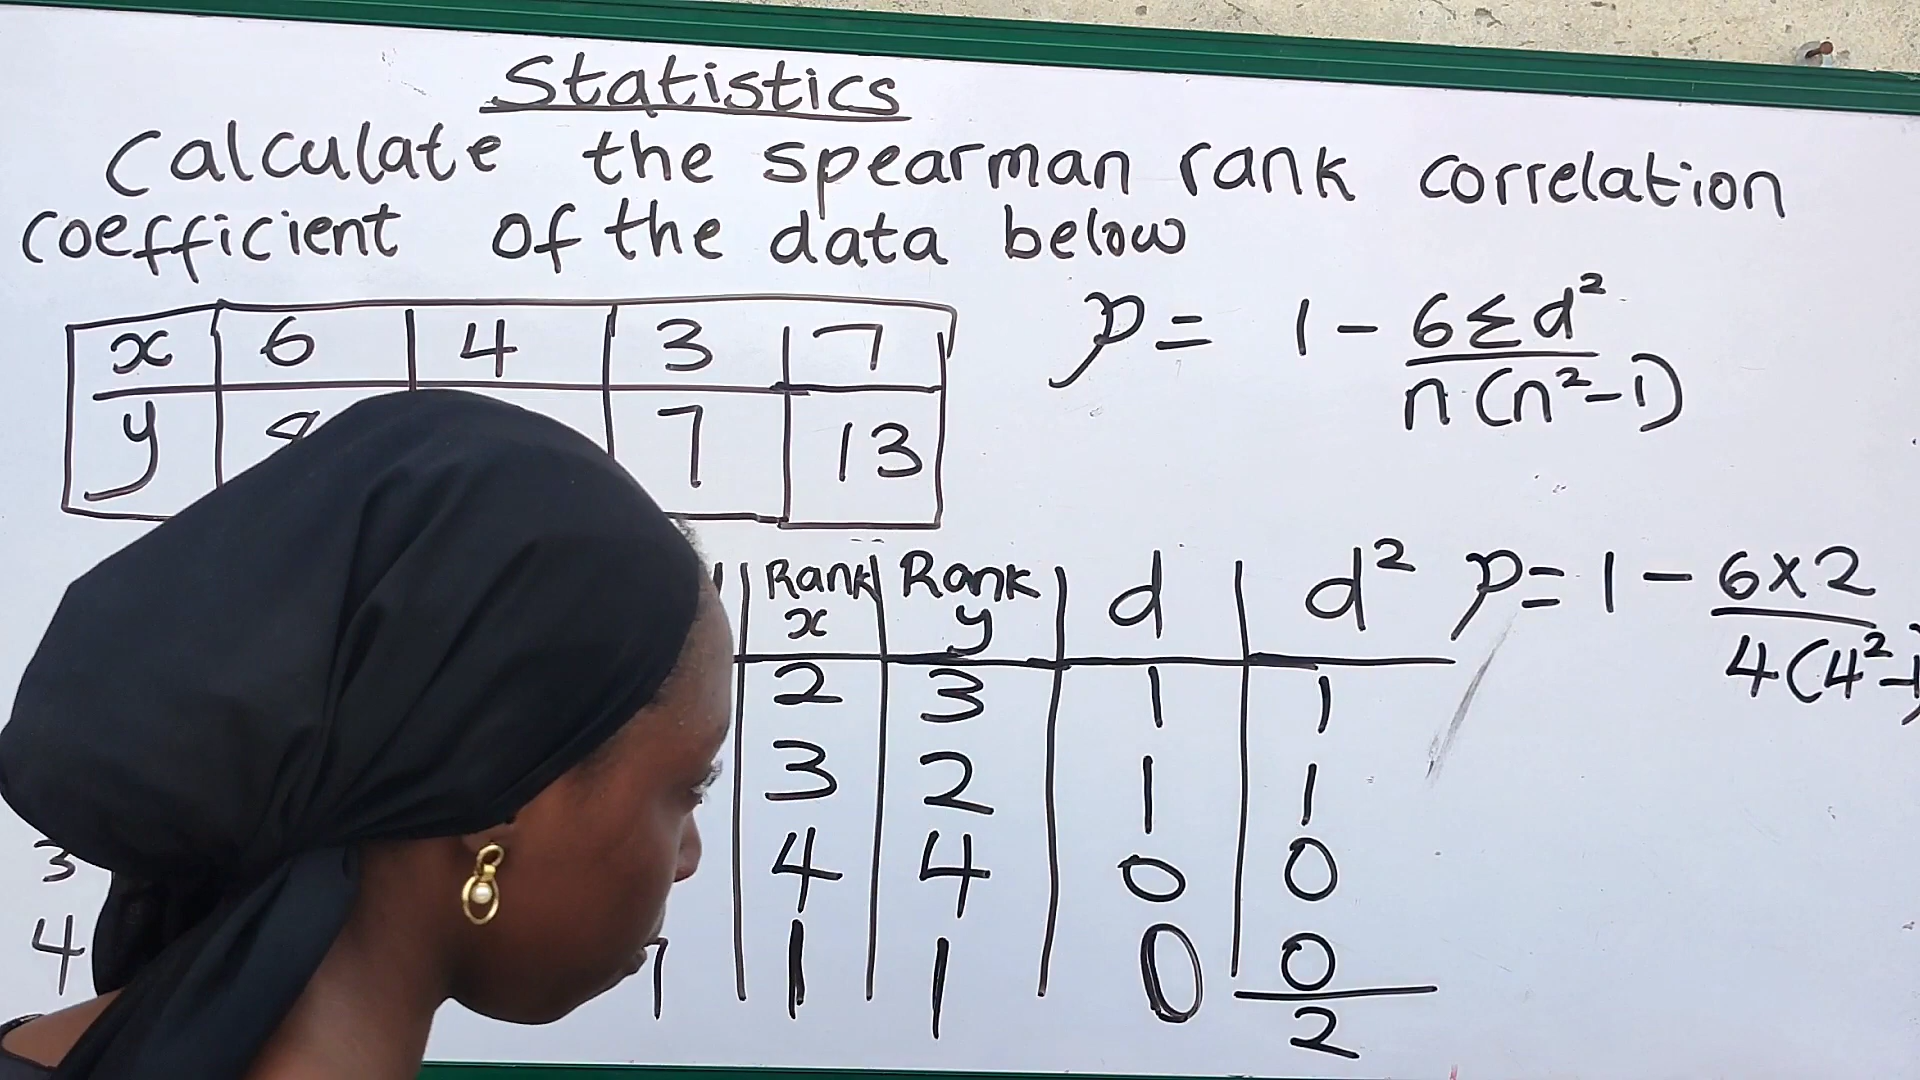 Statistics
Calculate the spearman rank correlation
coefficient of the data below
x 6 4 3 7
y 7 13
p = 1 - 6Σd²
n(n²-1)
Rank x Rank y d d²
2 3 1 1
3 2 1 1
3 4 4 0 0
4 1 1 0 0
2
p = 1 - 6×2
4(4²-1)